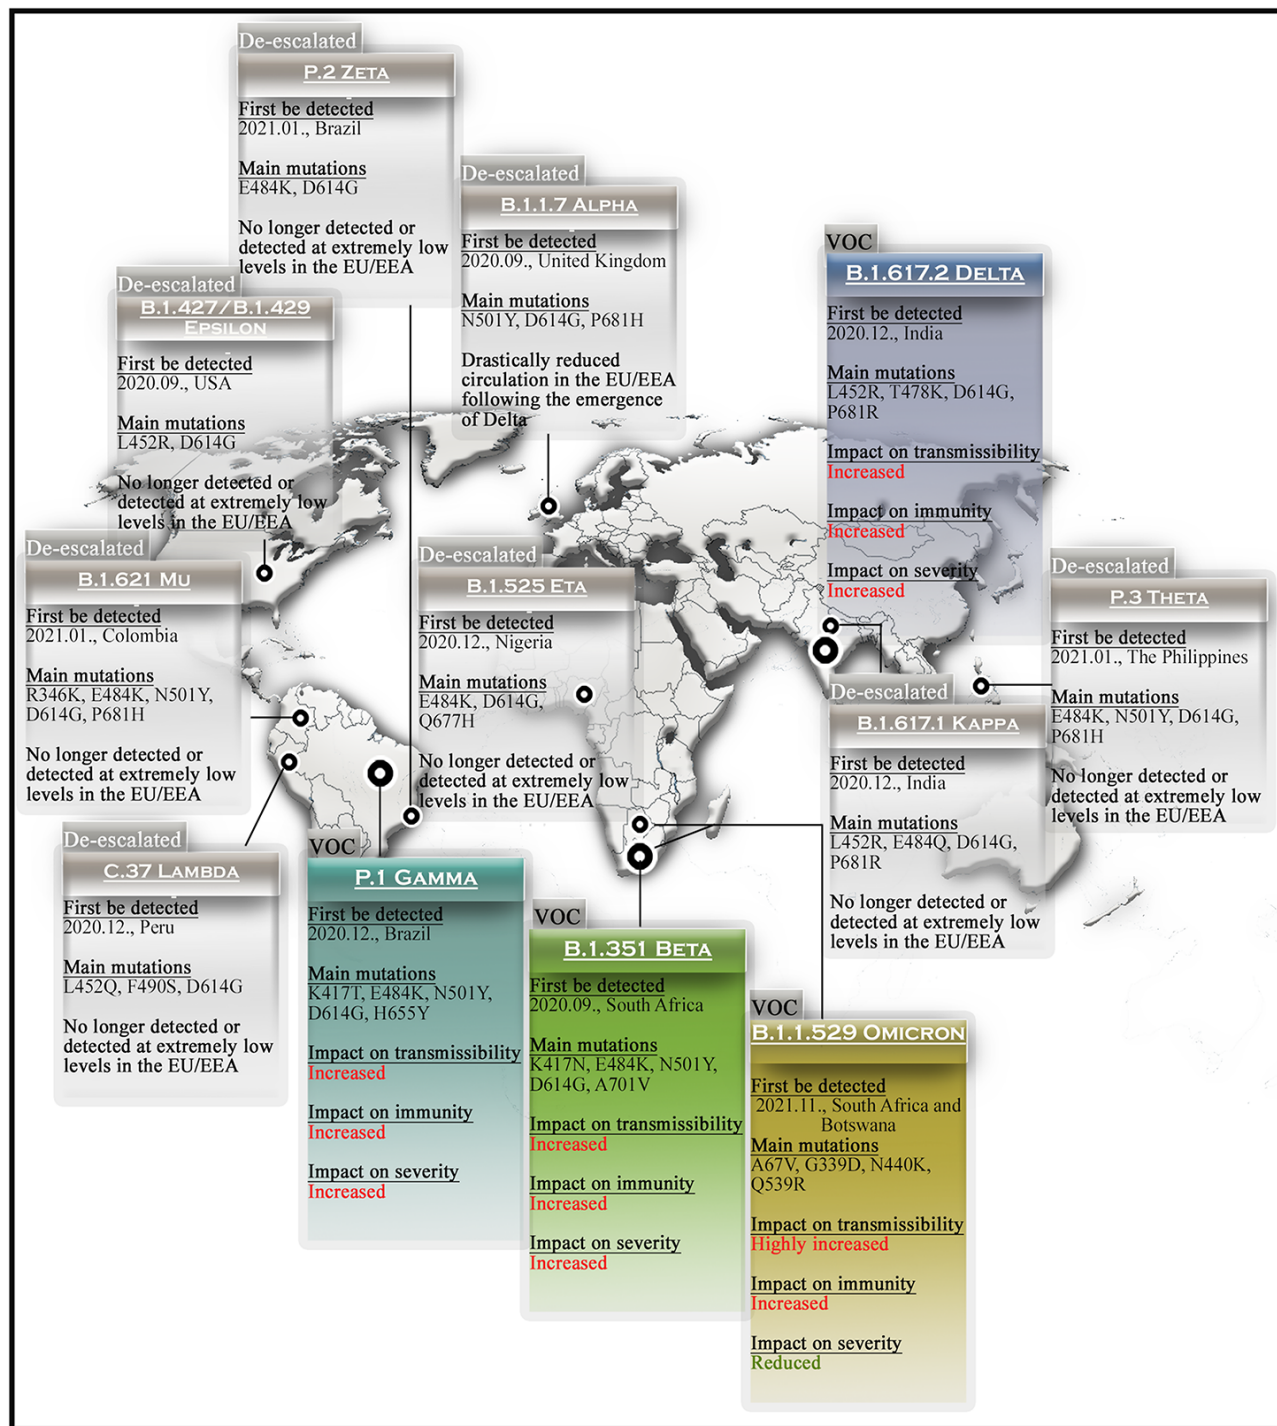 De-escalated
P.2 ZETA
First be detected
2021.01., Brazil
Main mutations
E484K, D614G
No longer detected or
detected at extremely low
levels in the EU/EEA
De-escalated
B.1.1.7 ALPHA
First be detected
2020.09., United Kingdom
Main mutations
N501Y, D614G, P681H
Drastically reduced
circulation in the EU/EEA
following the emergence
of Delta
VOC
B.1.617.2 DELTA
First be detected
2020.12., India
Main mutations
L452R, T478K, D614G,
P681R
Impact on transmissibility
Increased
Impact on immunity
Increased
Impact on severity
Increased
De-escalated
B.1.427/B.1.429
EPSILON
First be detected
2020.09., USA
Main mutations
L452R, D614G
No longer detected or
detected at extremely low
levels in the EU/EEA
De-escalated
B.1.621 MU
First be detected
2021.01., Colombia
Main mutations
R346K, E484K, N501Y,
D614G, P681H
No longer detected or
detected at extremely low
levels in the EU/EEA
De-escalated
B.1.525 ETA
First be detected
2020.12., Nigeria
Main mutations
E484K, D614G,
Q677H
No longer detected or
detected at extremely low
levels in the EU/EEA
De-escalated
P.3 THETA
First be detected
2021.01., The Philippines
Main mutations
E484K, N501Y, D614G,
P681H
No longer detected or
detected at extremely low
levels in the EU/EEA
De-escalated
B.1.617.1 KAPPA
First be detected
2020.12., India
Main mutations
L452R, E484Q, D614G,
P681R
No longer detected or
detected at extremely low
levels in the EU/EEA
De-escalated
C.37 LAMBDA
First be detected
2020.12., Peru
Main mutations
L452Q, F490S, D614G
No longer detected or
detected at extremely low
levels in the EU/EEA
VOC
P.1 GAMMA
First be detected
2020.12., Brazil
Main mutations
K417T, E484K, N501Y,
D614G, H655Y
Impact on transmissibility
Increased
Impact on immunity
Increased
Impact on severity
Increased
VOC
B.1.351 BETA
First be detected
2020.09., South Africa
Main mutations
K417N, E484K, N501Y,
D614G, A701V
Impact on transmissibility
Increased
Impact on immunity
Increased
Impact on severity
Increased
VOC
B.1.1.529 OMICRON
First be detected
2021.11., South Africa and
Botswana
Main mutations
A67V, G339D, N440K,
Q539R
Impact on transmissibility
Highly increased
Impact on immunity
Increased
Impact on severity
Reduced